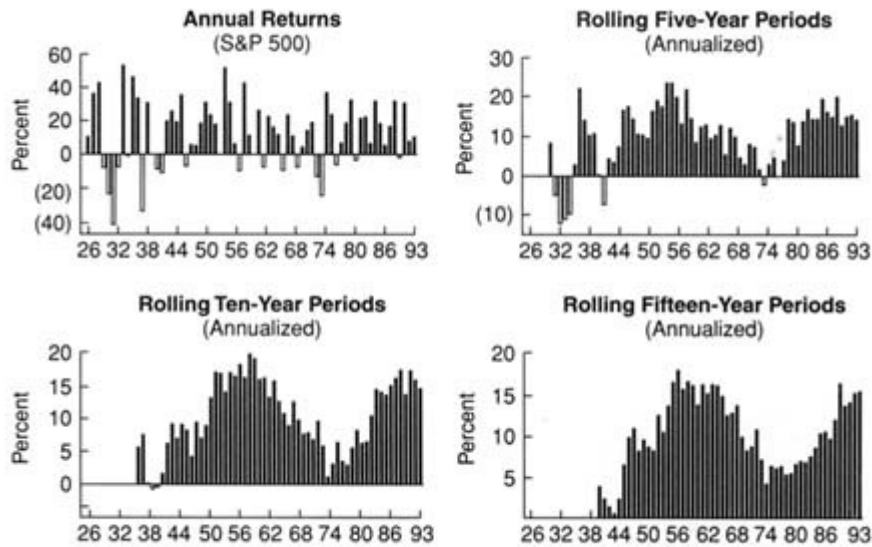 Annual Returns
(S&P 500)
Percent
60
40
20
0
(20)
(40)
26 32 38 44 50 56 62 68 74 80 86 93
Rolling Five-Year Periods
(Annualized)
Percent
30
20
10
0
(10)
26 32 38 44 50 56 62 68 74 80 86 93
Rolling Ten-Year Periods
(Annualized)
Percent
20
15
10
5
0
26 32 38 44 50 56 62 68 74 80 86 93
Rolling Fifteen-Year Periods
(Annualized)
Percent
20
15
10
5
26 32 38 44 50 56 62 68 74 80 86 93